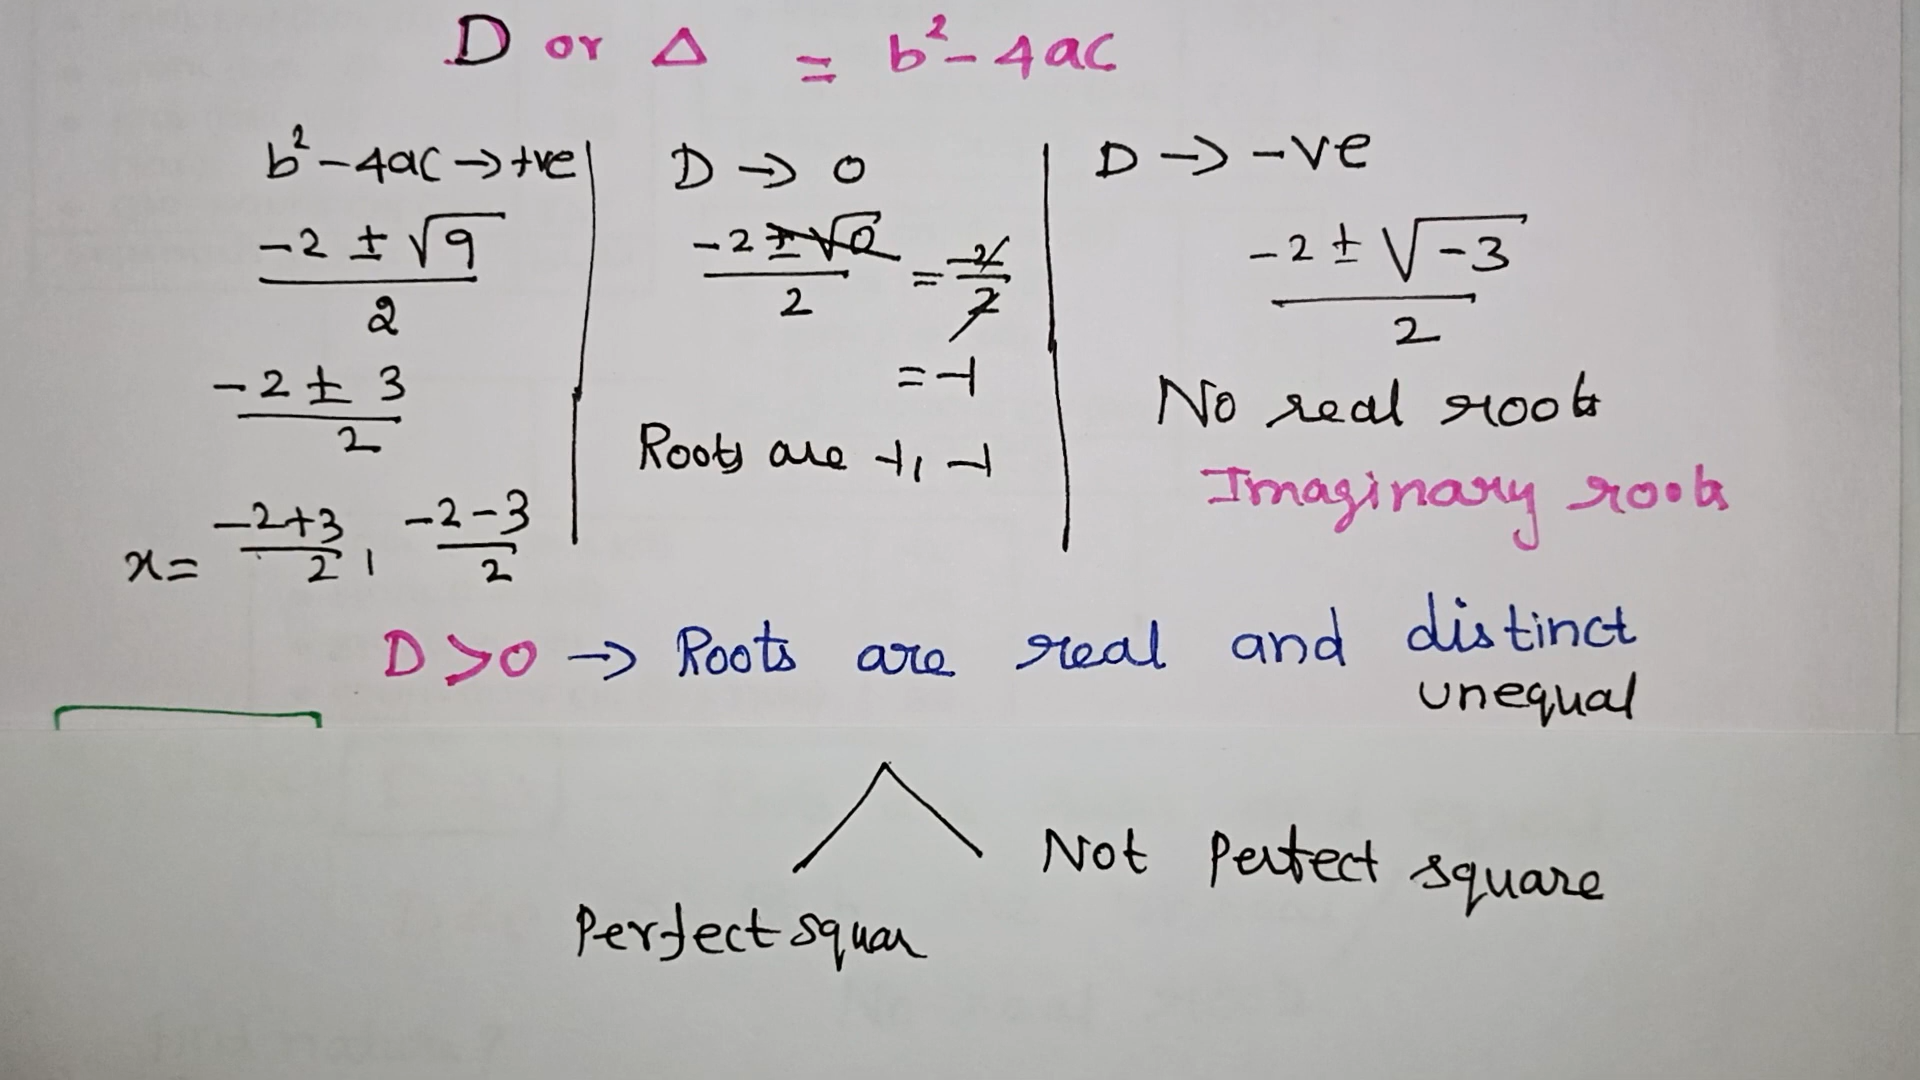 D or Δ = b²-4ac
b²-4ac → +ve
-2 ± √9
2
-2 ± 3
2
x = -2+3/2, -2-3/2
D → 0
-2 ± √0/2 = -2/2
= -1
Roots are -1, -1
D → -ve
-2 ± √-3
2
No real roots
Imaginary roots
D > 0 → Roots are real and distinct
unequal
Not perfect square
Perfect squar